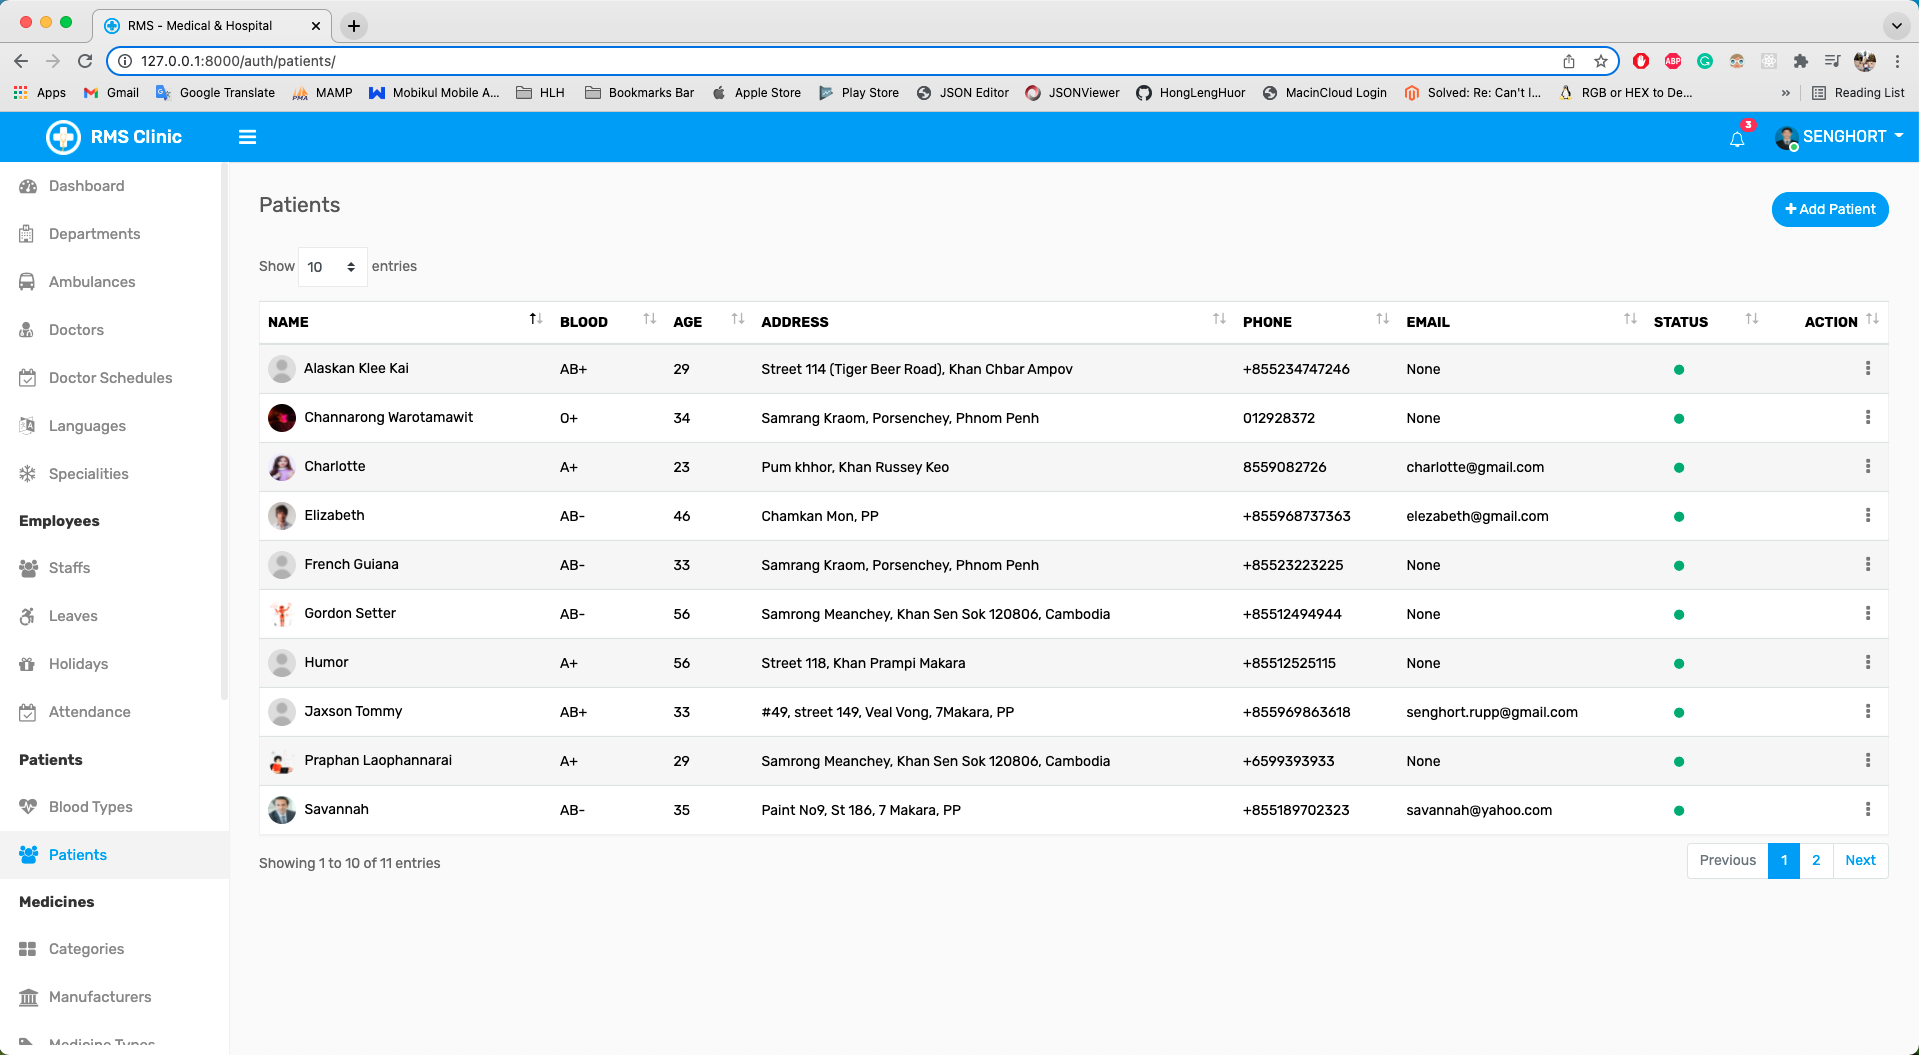 RMS - Medical & Hospital
127.0.0.1:8000/auth/patients/
Apps Gmail Google Translate MAMP Mobikul Mobile A... HLH Bookmarks Bar Apple Store Play Store JSON Editor JSONViewer HongLengHuor MacinCloud Login Solved: Re: Can't I... RGB or HEX to De... » Reading List
RMS Clinic 3 SENGHORT
Dashboard
Departments
Ambulances
Doctors
Doctor Schedules
Languages
Specialities
Employees
Staffs
Leaves
Holidays
Attendance
Patients
Blood Types
Patients
Medicines
Categories
Manufacturers
Medicine Types
Patients
+ Add Patient
Show 10 entries
NAME BLOOD AGE ADDRESS PHONE EMAIL STATUS ACTION
Alaskan Klee Kai AB+ 29 Street 114 (Tiger Beer Road), Khan Chbar Ampov +855234747246 None
Channarong Warotamawit O+ 34 Samrang Kraom, Porsenchey, Phnom Penh 012928372 None
Charlotte A+ 23 Pum khhor, Khan Russey Keo 8559082726 charlotte@gmail.com
Elizabeth AB- 46 Chamkan Mon, PP +855968737363 elezabeth@gmail.com
French Guiana AB- 33 Samrang Kraom, Porsenchey, Phnom Penh +85523223225 None
Gordon Setter AB- 56 Samrong Meanchey, Khan Sen Sok 120806, Cambodia +85512494944 None
Humor A+ 56 Street 118, Khan Prampi Makara +85512525115 None
Jaxson Tommy AB+ 33 #49, street 149, Veal Vong, 7Makara, PP +855969863618 senghort.rupp@gmail.com
Praphan Laophannarai A+ 29 Samrong Meanchey, Khan Sen Sok 120806, Cambodia +6599393933 None
Savannah AB- 35 Paint No9, St 186, 7 Makara, PP +855189702323 savannah@yahoo.com
Showing 1 to 10 of 11 entries
Previous 1 2 Next